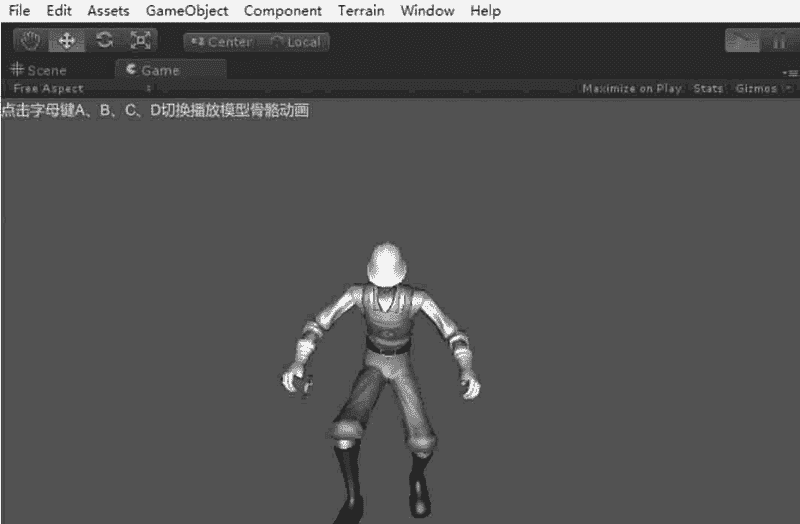 File Edit Assets GameObject Component Terrain Window Help
Center Local
Scene Game
Free Aspect Maximize on Play Stats Gizmos
点击字母键A、B、C、D切换播放模型骨骼动画